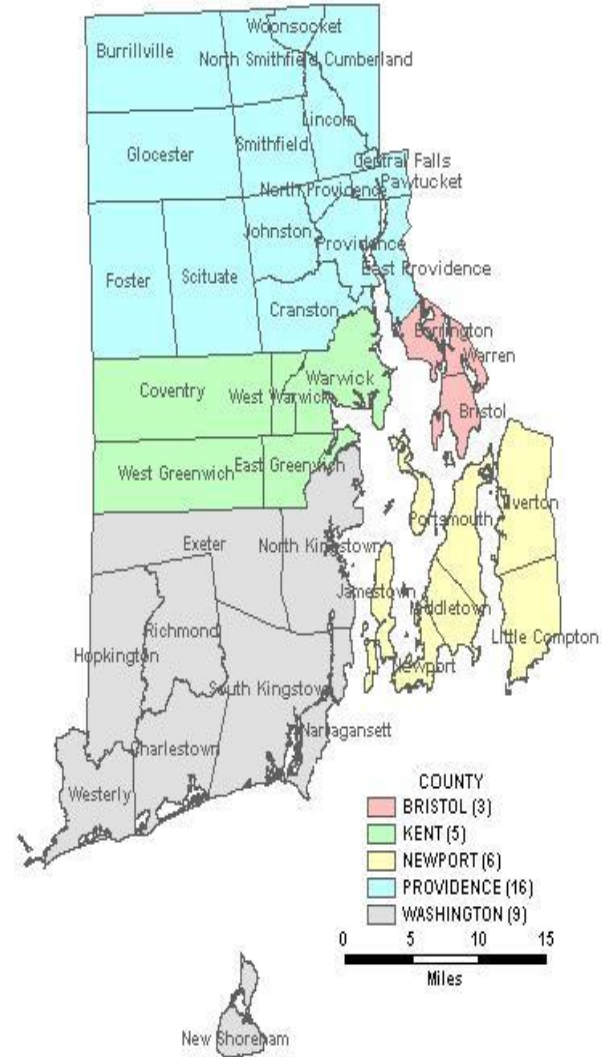 Woonsocket
Burrillville
North Smithfield Cumberland
Lincoln
Smithfield
Glocester
Central Falls
Pawtucket
North Providence
Johnston
Providence
East Providence
Foster
Scituate
Cranston
Barrington
Warren
Warwick
Coventry
West Warwick
Bristol
East Greenwich
West Greenwich
Tiverton
Portsmouth
Exeter
North Kingstown
Jamestown
Middletown
Richmond
Little Compton
Hopkington
Newport
South Kingstown
Narragansett
Charlestown
Westerly
COUNTY
BRISTOL (3)
KENT (5)
NEWPORT (6)
PROVIDENCE (16)
WASHINGTON (9)
0 5 10 15
Miles
New Shoreham